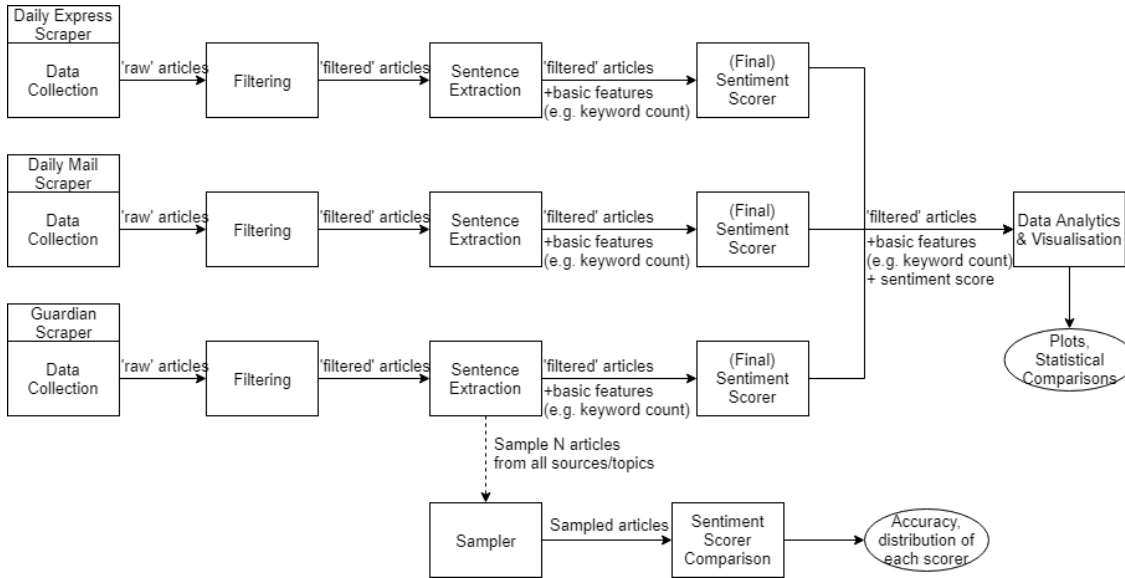 Daily Express
Scraper
Data
Collection
'raw' articles
Filtering
'filtered' articles
Sentence
Extraction
'filtered' articles
+basic features
(e.g. keyword count)
(Final)
Sentiment
Scorer
Daily Mail
Scraper
Data
Collection
'raw' articles
Filtering
'filtered' articles
Sentence
Extraction
'filtered' articles
+basic features
(e.g. keyword count)
(Final)
Sentiment
Scorer
'filtered' articles
+basic features
(e.g. keyword count)
+ sentiment score
Data Analytics
& Visualisation
Plots,
Statistical
Comparisons
Guardian
Scraper
Data
Collection
'raw' articles
Filtering
'filtered' articles
Sentence
Extraction
'filtered' articles
+basic features
(e.g. keyword count)
(Final)
Sentiment
Scorer
Sample N articles
from all sources/topics
Sampler
Sampled articles
Sentiment
Scorer
Comparison
Accuracy,
distribution of
each scorer